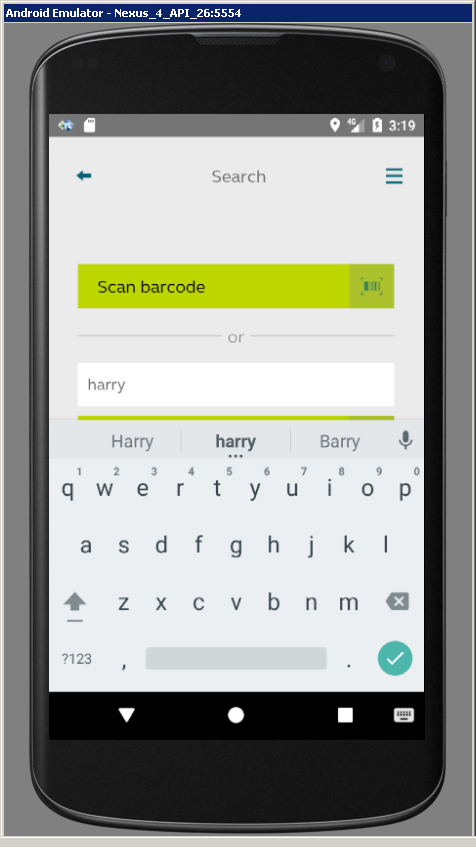 Android Emulator - Nexus_4_API_26:5554
4G 3:19
Search
Scan barcode
or
harry
Harry harry Barry
1 2 3 4 5 6 7 8 9 0
q w e r t y u i o p
a s d f g h j k l
z x c v b n m
?123 , .